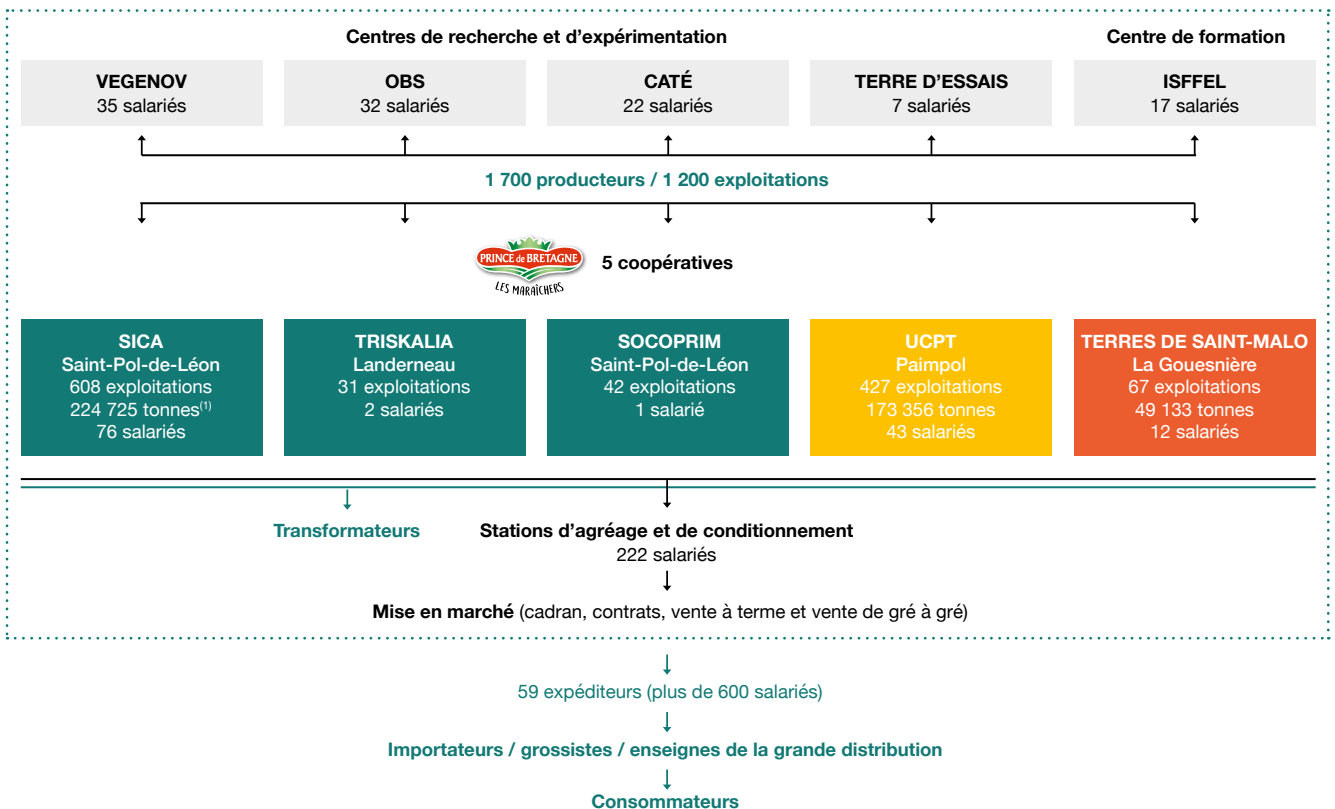 Centres de recherche et d'expérimentation
Centre de formation
VEGENOV
35 salariés
OBS
32 salariés
CATÉ
22 salariés
TERRE D'ESSAIS
7 salariés
ISFFEL
17 salariés
1 700 producteurs / 1 200 exploitations
PRINCE de BRETAGNE
LES MARAÎCHERS
5 coopératives
SICA
Saint-Pol-de-Léon
608 exploitations
224 725 tonnes(1)
76 salariés
TRISKALIA
Landerneau
31 exploitations
2 salariés
SOCOPRIM
Saint-Pol-de-Léon
42 exploitations
1 salarié
UCPT
Paimpol
427 exploitations
173 356 tonnes
43 salariés
TERRES DE SAINT-MALO
La Gouesnière
67 exploitations
49 133 tonnes
12 salariés
Transformateurs
Stations d'agréage et de conditionnement
222 salariés
Mise en marché (cadran, contrats, vente à terme et vente de gré à gré)
59 expéditeurs (plus de 600 salariés)
Importateurs / grossistes / enseignes de la grande distribution
Consommateurs